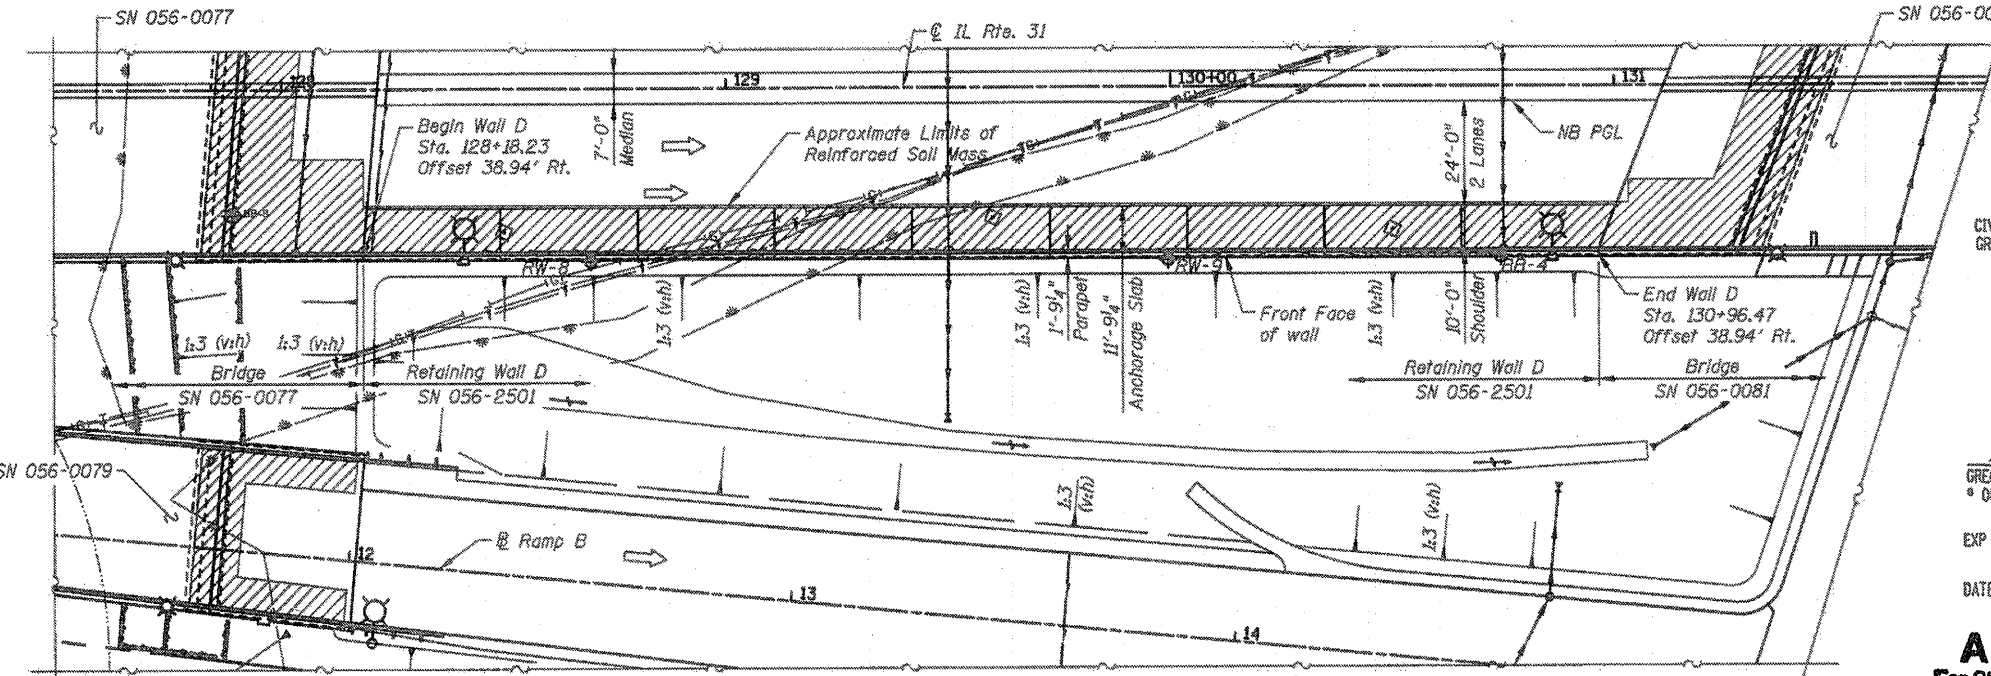 SN 056-0077
℄ IL Rte. 31
129
130+00
131
Begin Wall D
Sta. 128+18.23
Offset 38.94' Rt.
7'-0"
Median
Approximate Limits of
Reinforced Soil Mass
24'-0"
2 Lanes
NB PGL
RW-8
RW-9
RB-4
1:3 (v:h)
1:3 (v:h)
1:3 (v:h)
1:3 (v:h)
1'-9¼"
Parapet
11'-9¼"
Anchorage Slab
Front Face
of wall
1:3 (v:h)
10'-0"
Shoulder
End Wall D
Sta. 130+96.47
Offset 38.94' Rt.
Bridge
SN 056-0077
Retaining Wall D
SN 056-2501
Retaining Wall D
SN 056-2501
Bridge
SN 056-0081
SN 056-0079
1:3
(v:h)
1:3 (v:h)
12
℔ Ramp B
13
14
EXP
DATE
A